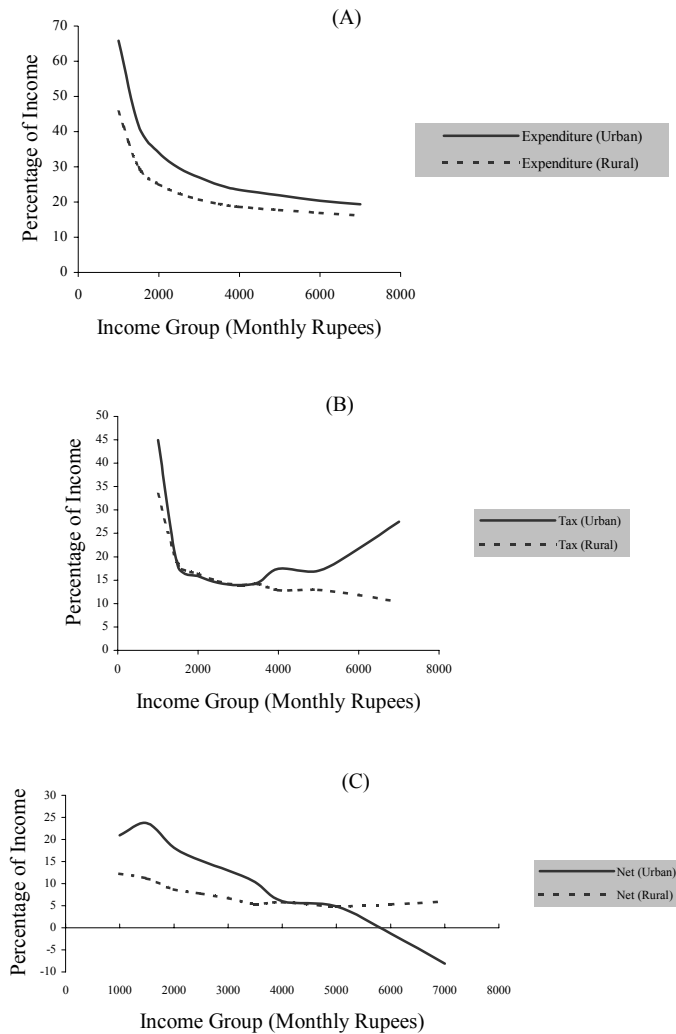 (A)
70
60
50
40
30
20
10
0
0 2000 4000 6000 8000
Percentage of Income
Income Group (Monthly Rupees)
Expenditure (Urban)
Expenditure (Rural)
(B)
50
45
40
35
30
25
20
15
10
5
0
0 2000 4000 6000 8000
Percentage of Income
Income Group (Monthly Rupees)
Tax (Urban)
Tax (Rural)
(C)
30
25
20
15
10
5
0
-5
-10
0 1000 2000 3000 4000 5000 6000 7000 8000
Percentage of Income
Income Group (Monthly Rupees)
Net (Urban)
Net (Rural)